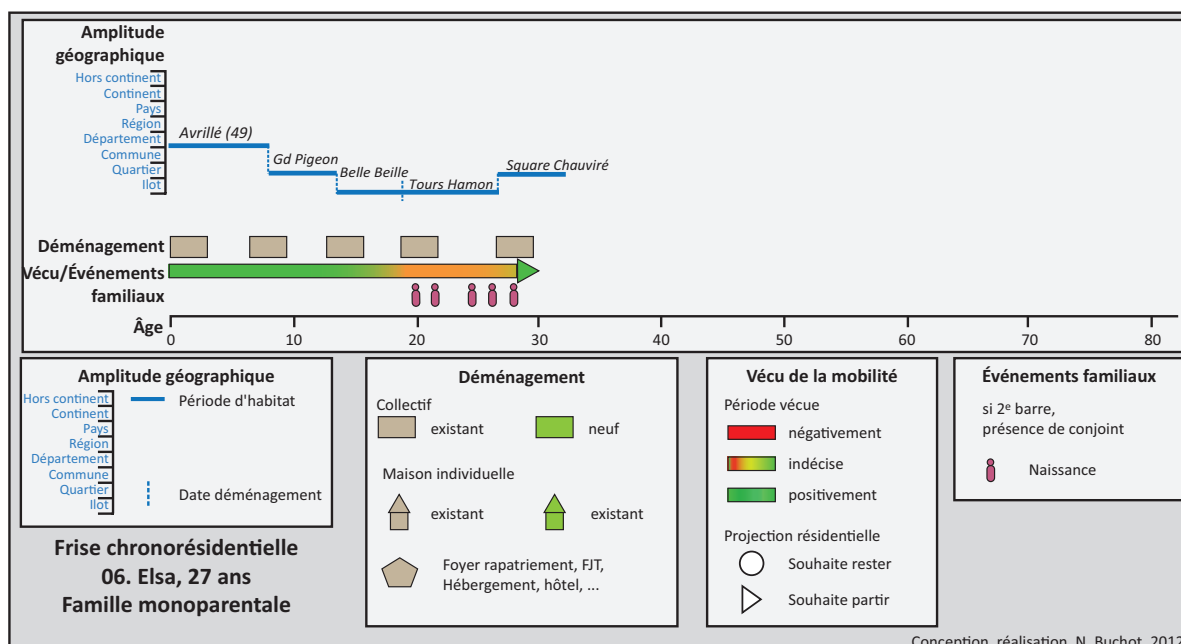 Amplitude
géographique
Hors continent
Continent
Pays
Région
Département
Commune
Quartier
Ilot
Avrillé (49)
Gd Pigeon
Belle Beille
Tours Hamon
Square Chauviré
Déménagement
Vécu/Événements
familiaux
Âge
0 10 20 30 40 50 60 70 80
Amplitude géographique
Hors continent
Continent
Pays
Région
Département
Commune
Quartier
Ilot
Période d'habitat
Date déménagement
Frise chronorésidentielle
06. Elsa, 27 ans
Famille monoparentale
Déménagement
Collectif
existant neuf
Maison individuelle
existant existant
Foyer rapatriement, FJT,
Hébergement, hôtel, ...
Vécu de la mobilité
Période vécue
négativement
indécise
positivement
Projection résidentielle
Souhaite rester
Souhaite partir
Événements familiaux
si 2e barre,
présence de conjoint
Naissance
Conception, réalisation N. Buchot, 2012